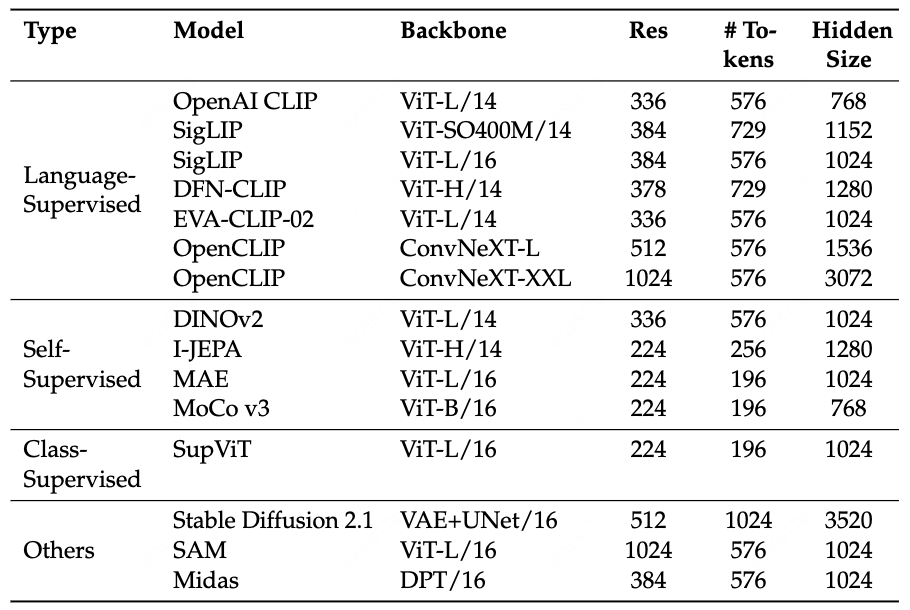 Type Model Backbone Res # To-kens Hidden Size
Language-Supervised
OpenAI CLIP ViT-L/14 336 576 768
SigLIP ViT-SO400M/14 384 729 1152
SigLIP ViT-L/16 384 576 1024
DFN-CLIP ViT-H/14 378 729 1280
EVA-CLIP-02 ViT-L/14 336 576 1024
OpenCLIP ConvNeXT-L 512 576 1536
OpenCLIP ConvNeXT-XXL 1024 576 3072
Self-Supervised
DINOv2 ViT-L/14 336 576 1024
I-JEPA ViT-H/14 224 256 1280
MAE ViT-L/16 224 196 1024
MoCo v3 ViT-B/16 224 196 768
Class-Supervised
SupViT ViT-L/16 224 196 1024
Others
Stable Diffusion 2.1 VAE+UNet/16 512 1024 3520
SAM ViT-L/16 1024 576 1024
Midas DPT/16 384 576 1024